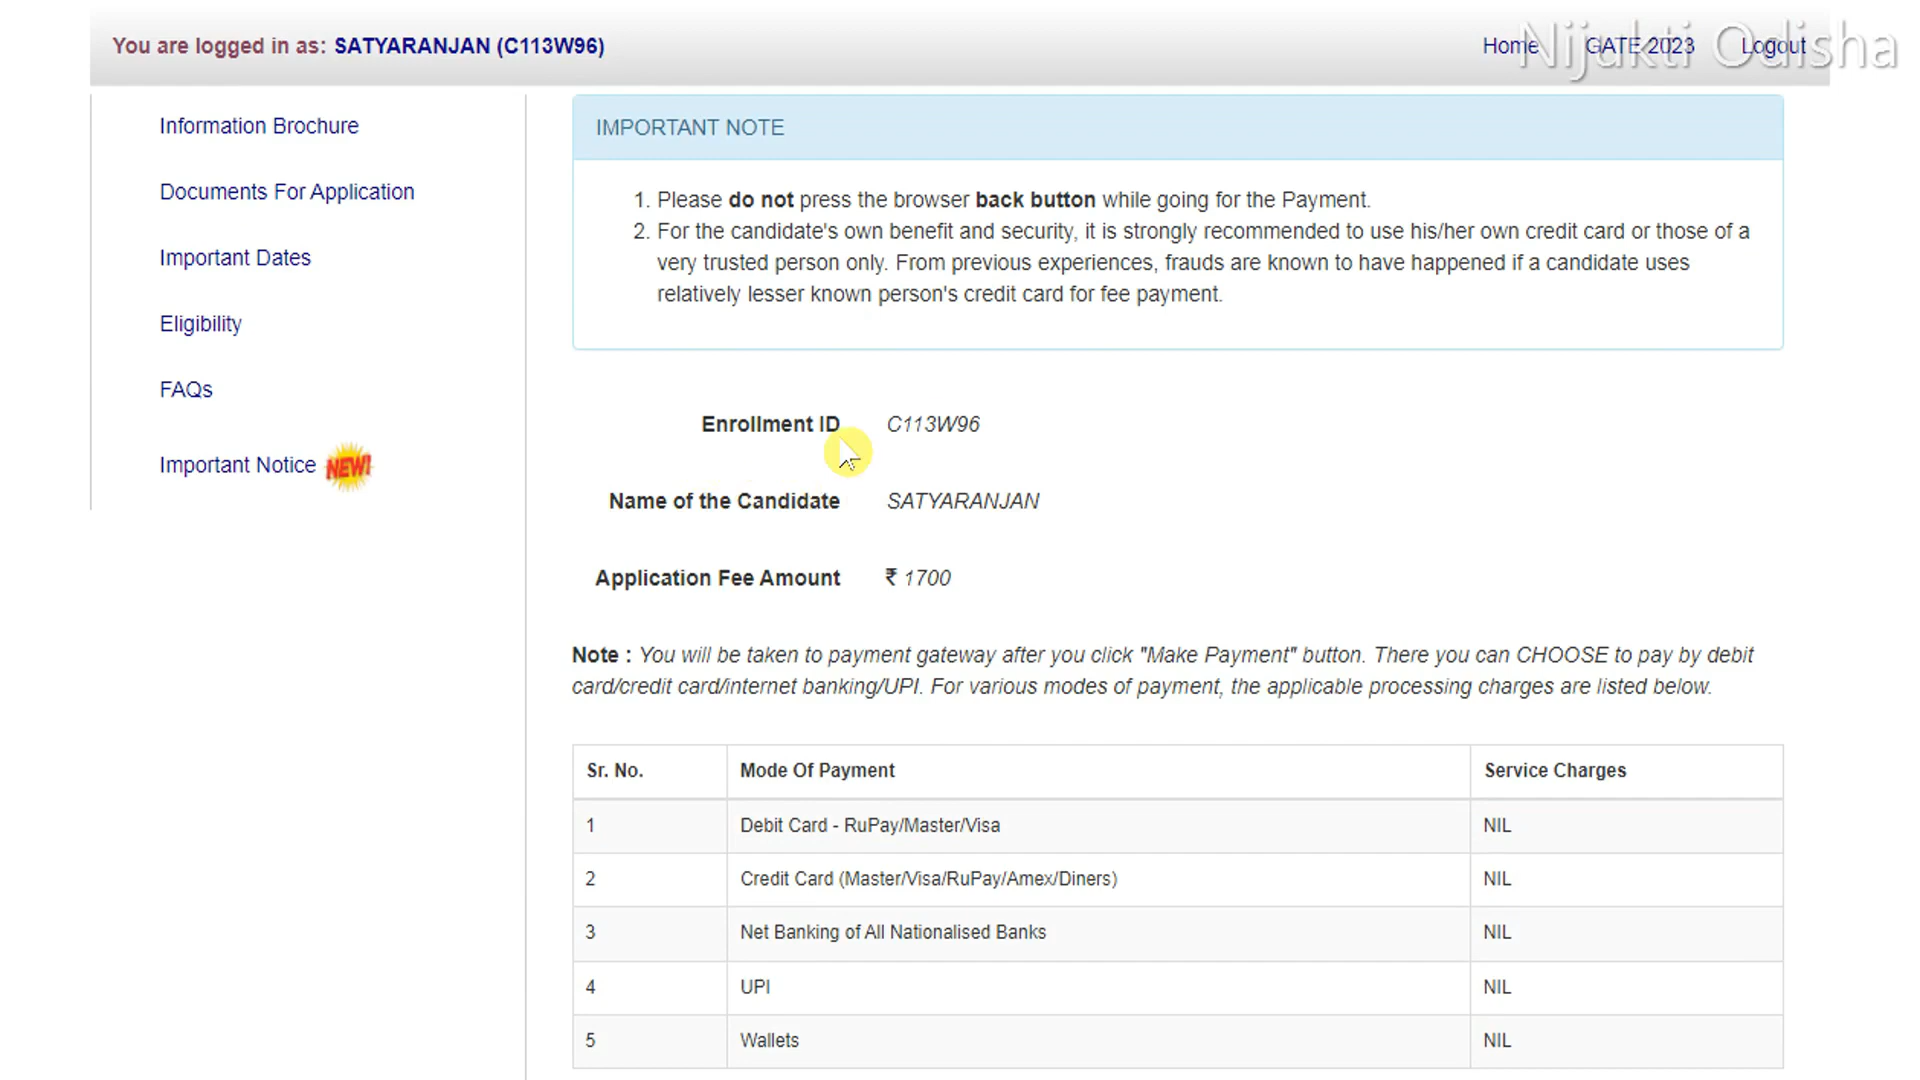 You are logged in as: SATYARANJAN (C113W96)
Home GATE 2023 Logout
Nijukti Odisha
Information Brochure
Documents For Application
Important Dates
Eligibility
FAQs
Important Notice NEW!
IMPORTANT NOTE
1. Please do not press the browser back button while going for the Payment.
2. For the candidate's own benefit and security, it is strongly recommended to use his/her own credit card or those of a
very trusted person only. From previous experiences, frauds are known to have happened if a candidate uses
relatively lesser known person's credit card for fee payment.
Enrollment ID C113W96
Name of the Candidate SATYARANJAN
Application Fee Amount ₹ 1700
Note : You will be taken to payment gateway after you click "Make Payment" button. There you can CHOOSE to pay by debit
card/credit card/internet banking/UPI. For various modes of payment, the applicable processing charges are listed below.
Sr. No. Mode Of Payment Service Charges
1 Debit Card - RuPay/Master/Visa NIL
2 Credit Card (Master/Visa/RuPay/Amex/Diners) NIL
3 Net Banking of All Nationalised Banks NIL
4 UPI NIL
5 Wallets NIL